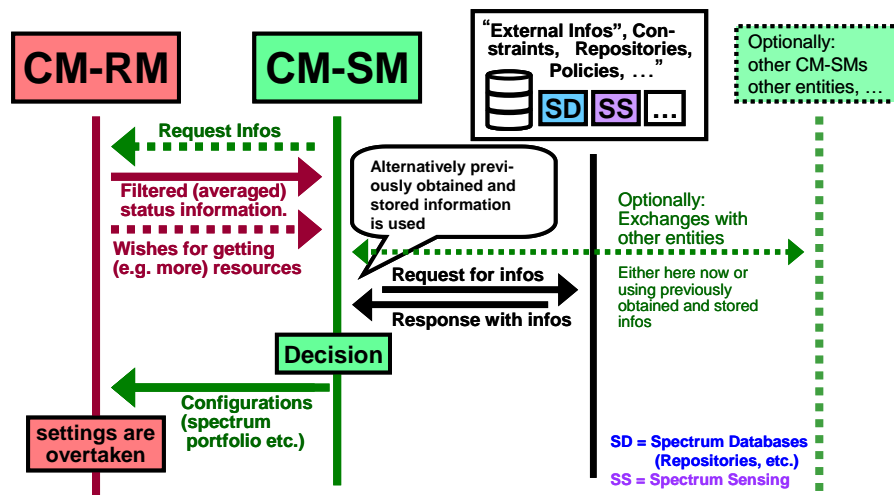 CM-RM
CM-SM
“External Infos”, Con-
straints, Repositories,
Policies, …”
SD
SS
...
Optionally:
other CM-SMs
other entities, …
Request Infos
Filtered (averaged)
status information.
Wishes for getting
(e.g. more) resources
Alternatively previ-
ously obtained and
stored information
is used
Optionally:
Exchanges with
other entities
Request for infos
Response with infos
Either here now or
using previously
obtained and stored
infos
Decision
Configurations
(spectrum
portfolio etc.)
settings are
overtaken
SD = Spectrum Databases
(Repositories, etc.)
SS = Spectrum Sensing